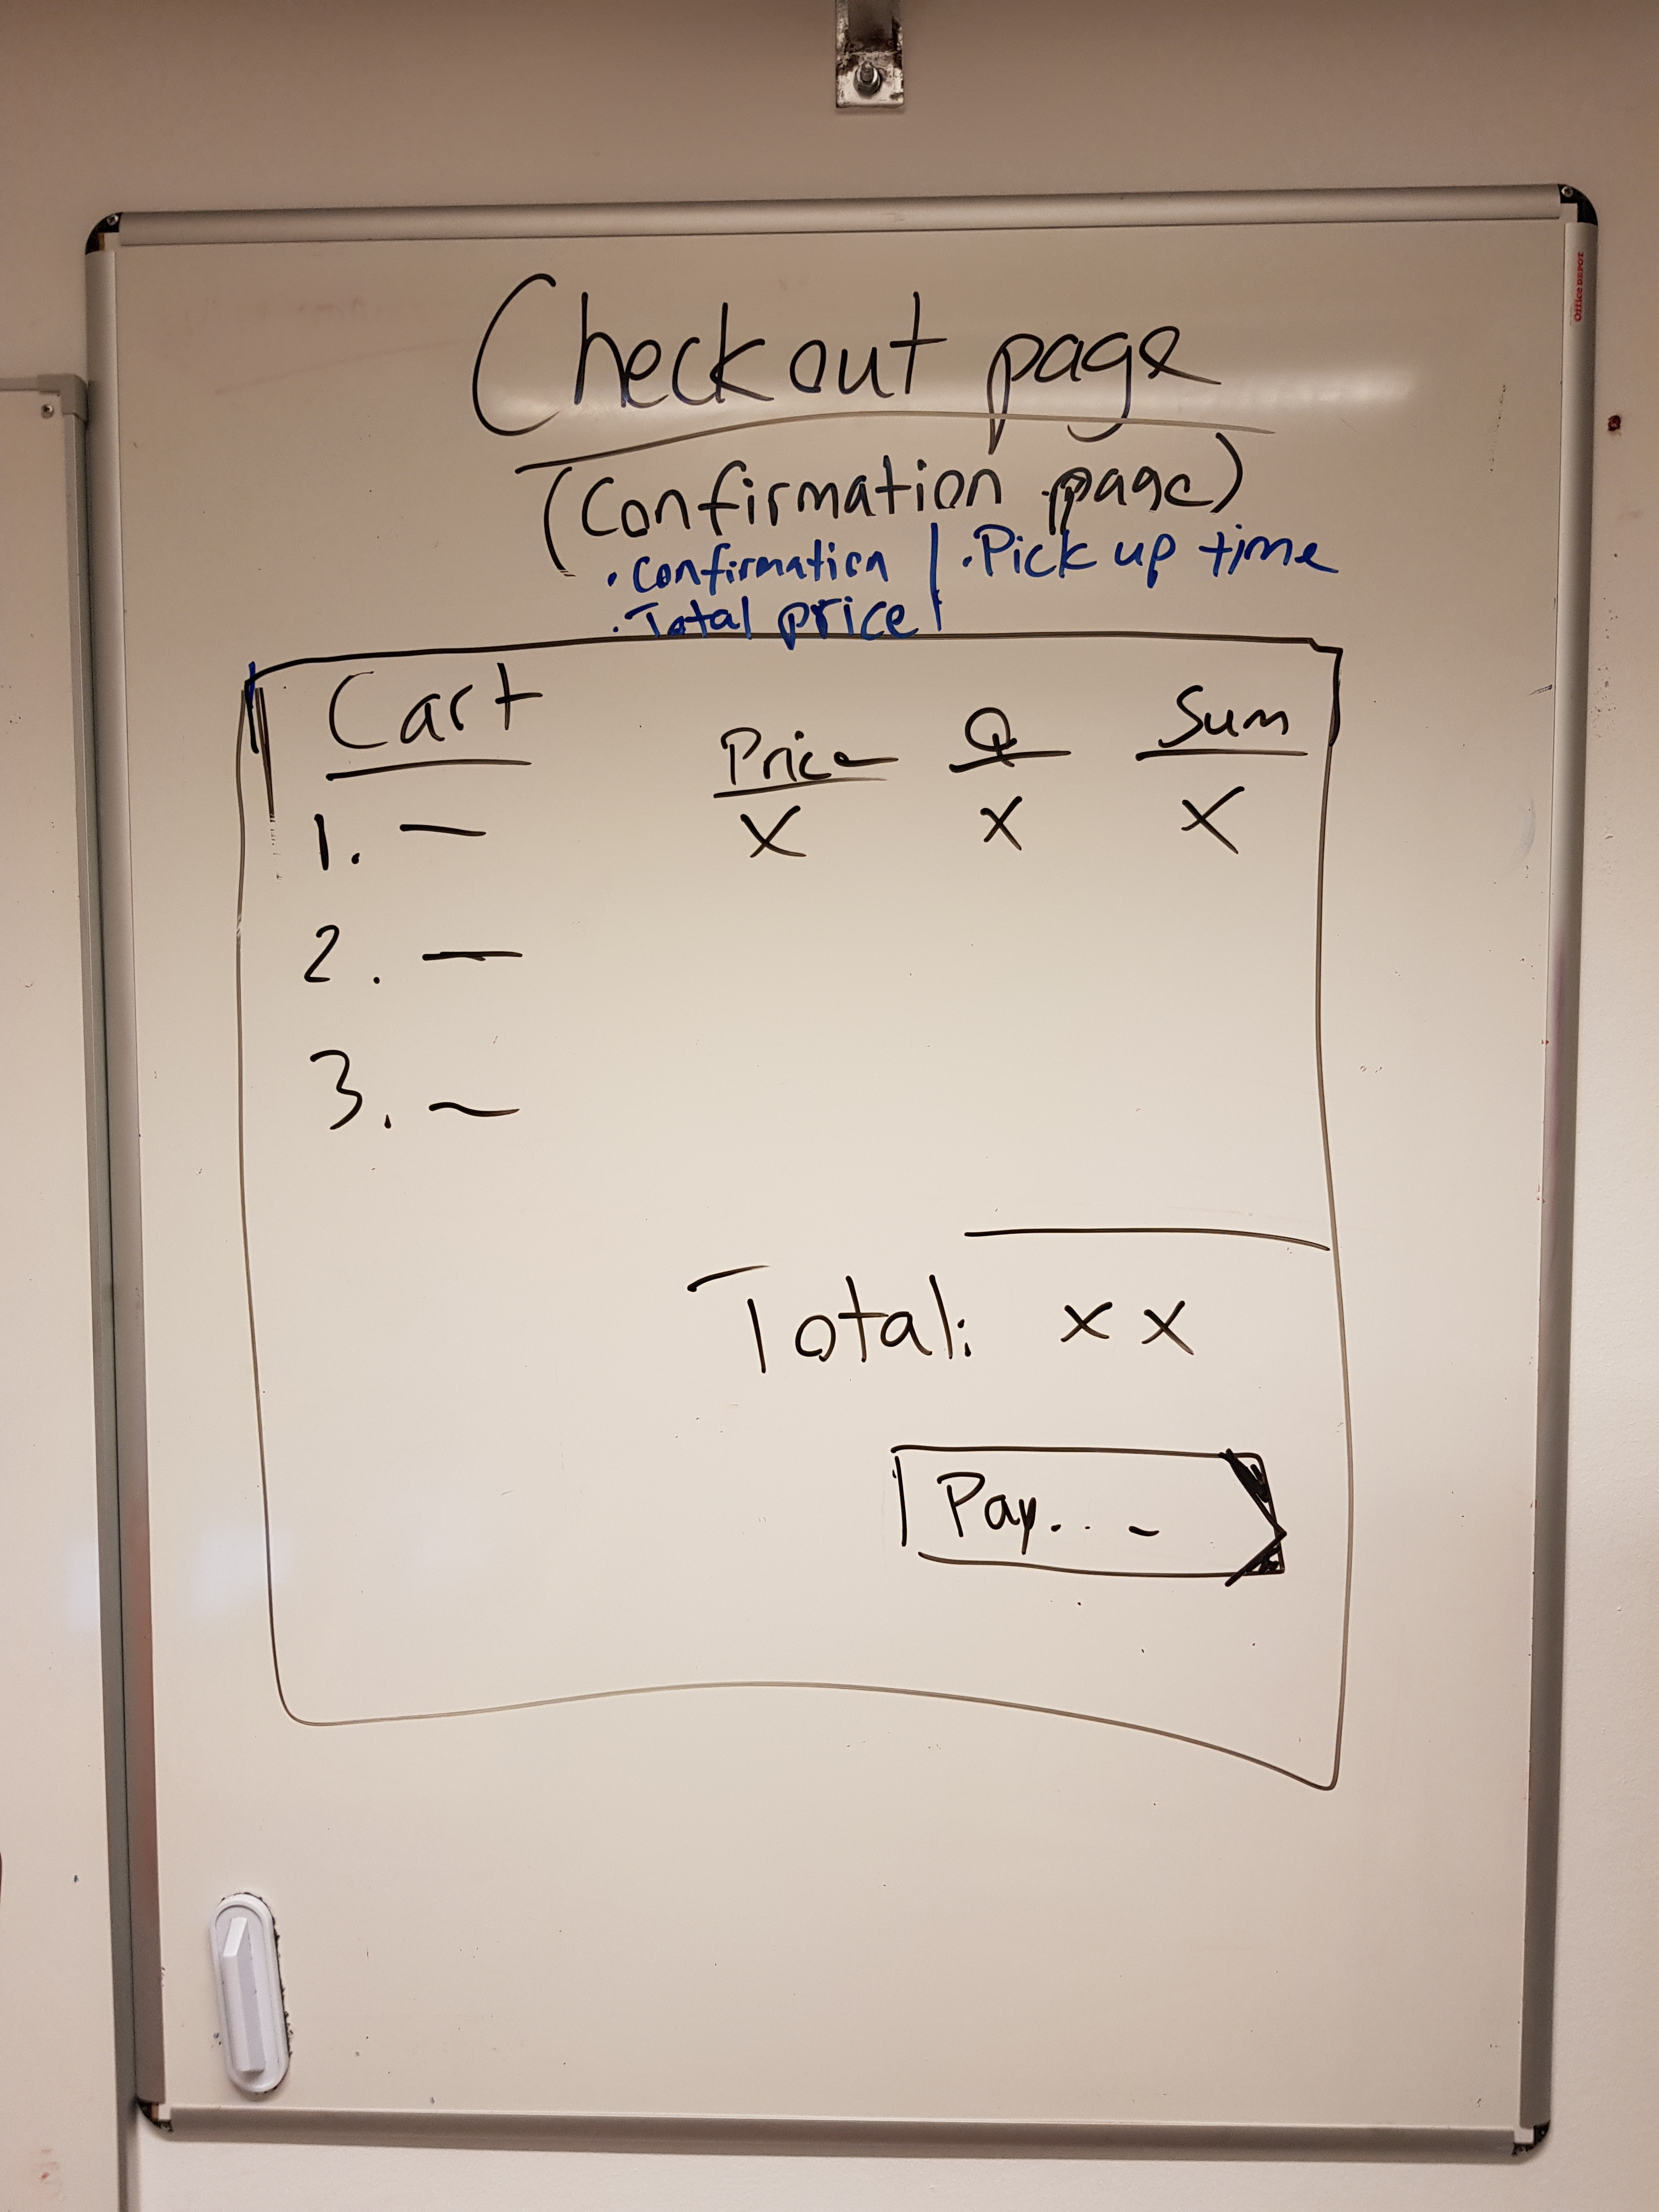 Office DEPOT
Checkout page
(Confirmation page)
· Confirmation | · Pick up time
· Total price |
Cart Price Q Sum
1. — X X X
2. —
3. ~
Total: x x
Pay. . . -